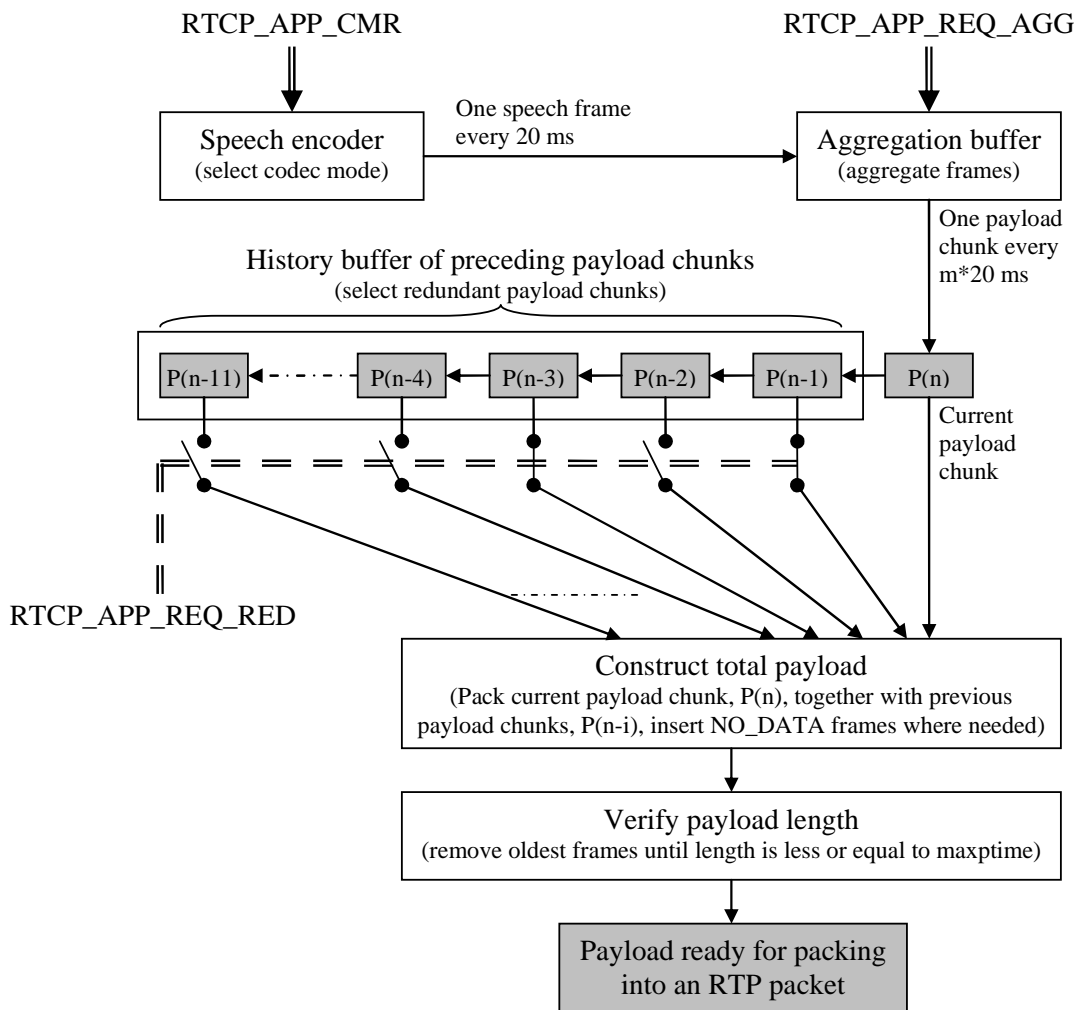 RTCP_APP_CMR
RTCP_APP_REQ_AGG
Speech encoder
(select codec mode)
One speech frame
every 20 ms
Aggregation buffer
(aggregate frames)
One payload
chunk every
m*20 ms
History buffer of preceding payload chunks
(select redundant payload chunks)
P(n-11)
P(n-4)
P(n-3)
P(n-2)
P(n-1)
P(n)
Current
payload
chunk
RTCP_APP_REQ_RED
Construct total payload
(Pack current payload chunk, P(n), together with previous
payload chunks, P(n-i), insert NO_DATA frames where needed)
Verify payload length
(remove oldest frames until length is less or equal to maxptime)
Payload ready for packing
into an RTP packet